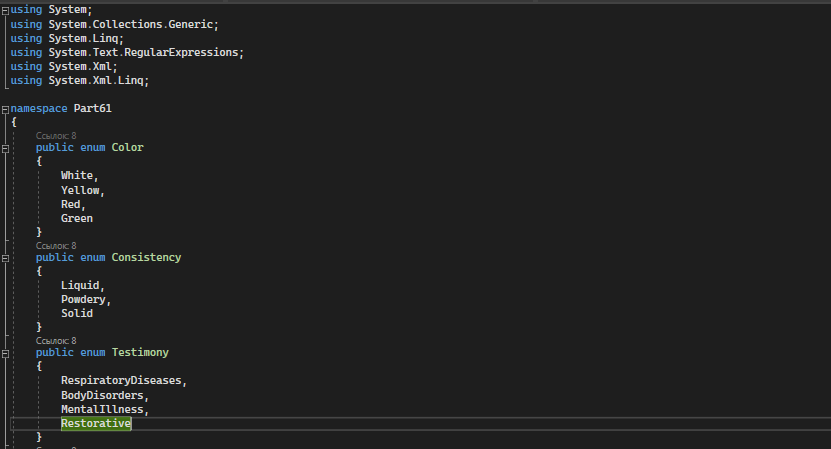 using System;
using System.Collections.Generic;
using System.Linq;
using System.Text.RegularExpressions;
using System.Xml;
using System.Xml.Linq;
namespace Part61
{
Ссылок: 8
public enum Color
{
White,
Yellow,
Red,
Green
}
Ссылок: 8
public enum Consistency
{
Liquid,
Powdery,
Solid
}
Ссылок: 8
public enum Testimony
{
RespiratoryDiseases,
BodyDisorders,
MentalIllness,
Restorative
}